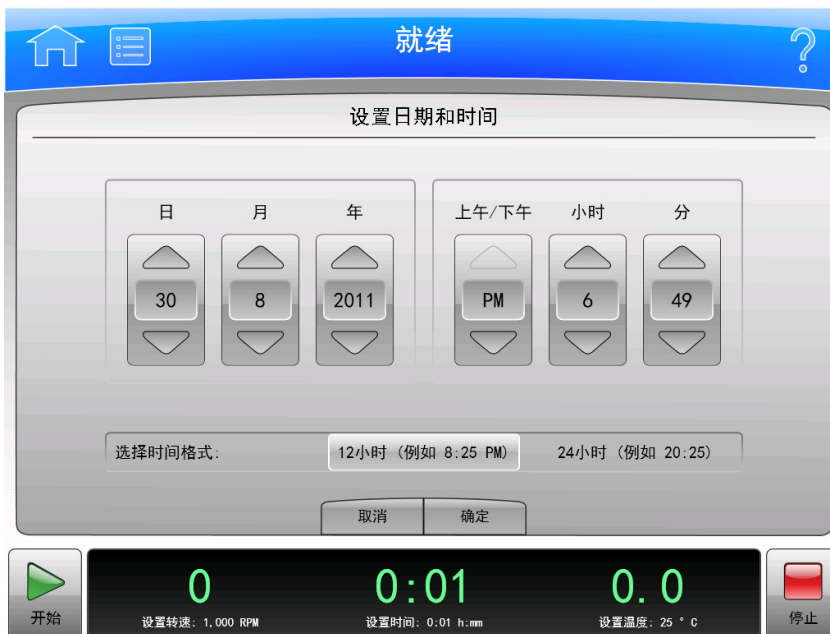 就绪
设置日期和时间
日 月 年 上午/下午 小时 分
30 8 2011 PM 6 49
选择时间格式: 12小时 (例如 8:25 PM) 24小时 (例如 20:25)
取消 确定
0 0:01 0.0
开始 设置转速: 1,000 RPM 设置时间: 0:01 h:mm 设置温度: 25 ° C 停止